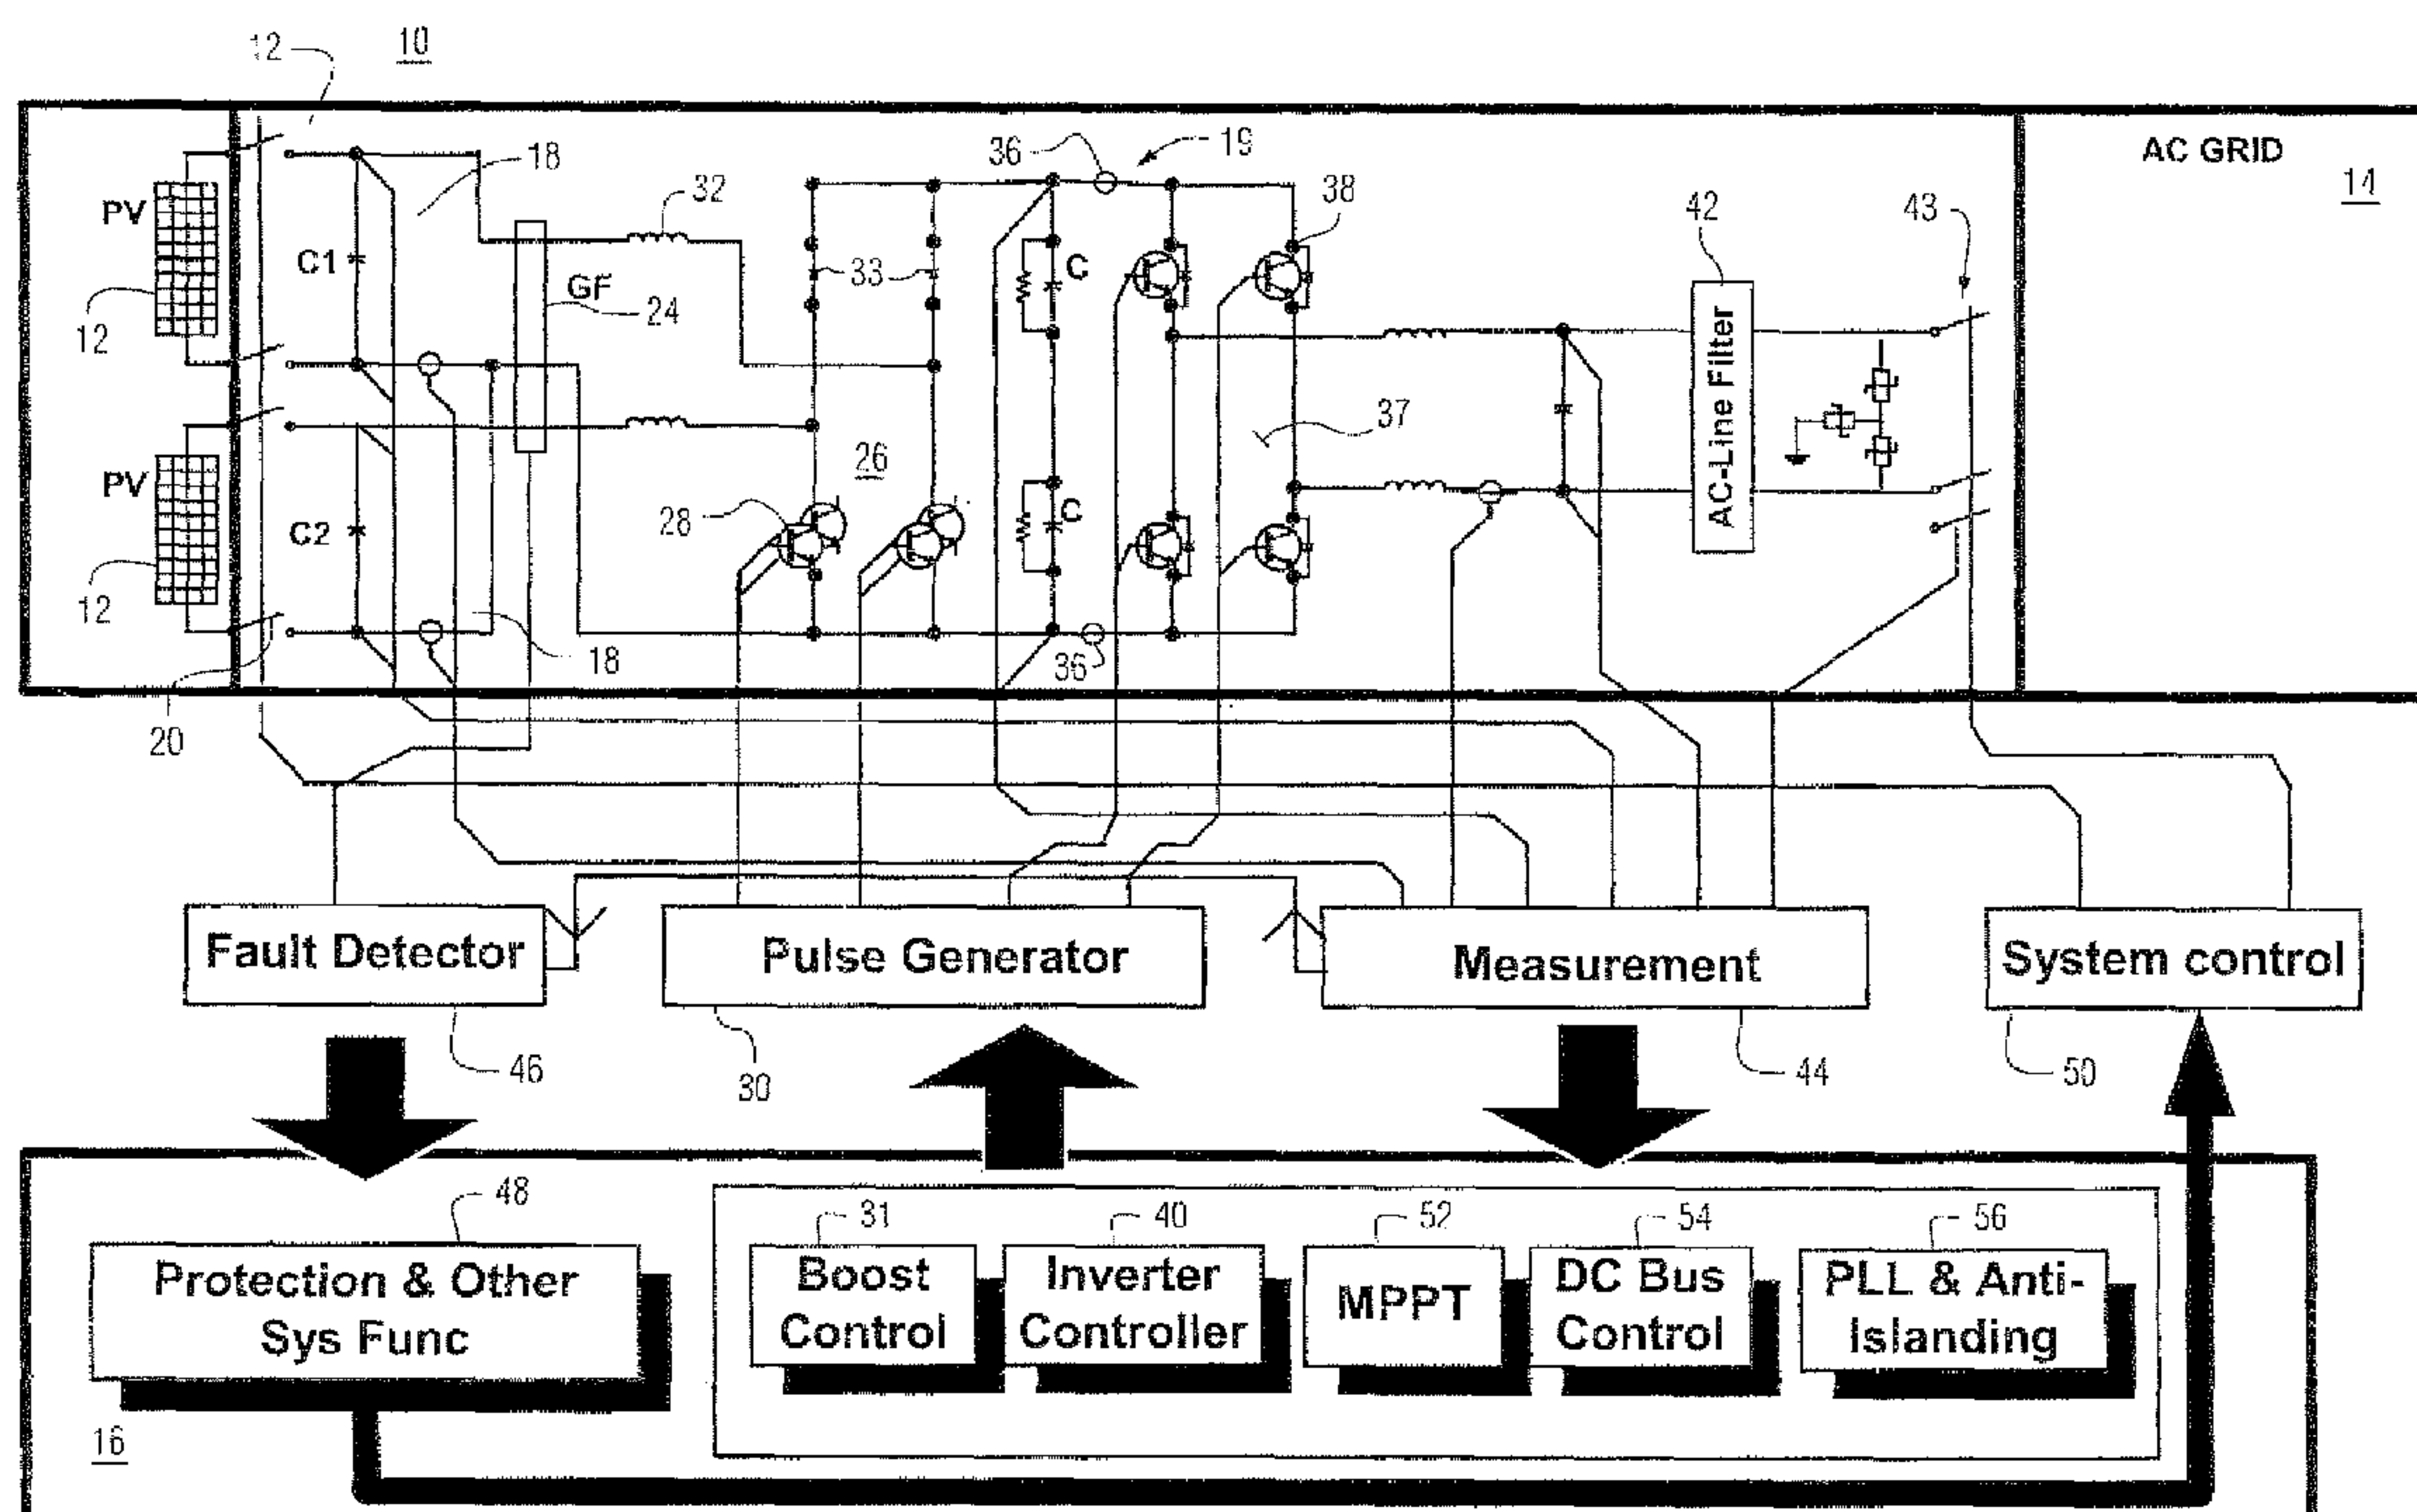 12
10
18
36
19
AC GRID
14
PV
32
38
42
43
C1
33
C
GF
24
12
AC-Line Filter
37
26
PV
28
C
C2
12
18
36
20
Fault Detector
Pulse Generator
Measurement
System control
46
30
44
50
48
31
40
52
54
56
Protection & Other
Sys Func
Boost
Control
Inverter
Controller
MPPT
DC Bus
Control
PLL & Anti-
Islanding
16